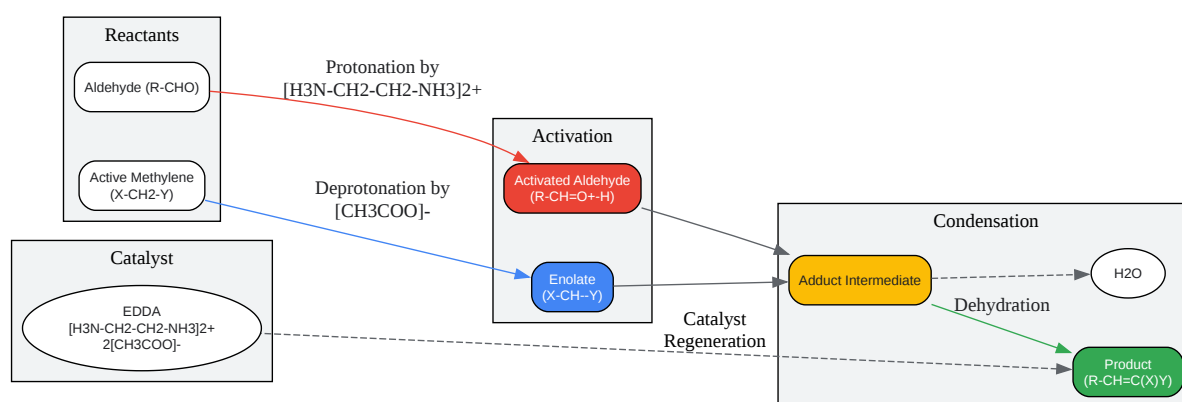 Reactants
Aldehyde (R-CHO)
Active Methylene
(X-CH2-Y)
Catalyst
EDDA
[H3N-CH2-CH2-NH3]2+
2[CH3COO]-
Protonation by
[H3N-CH2-CH2-NH3]2+
Deprotonation by
[CH3COO]-
Activation
Activated Aldehyde
(R-CH=O+-H)
Enolate
(X-CH--Y)
Catalyst
Regeneration
Condensation
Adduct Intermediate
H2O
Dehydration
Product
(R-CH=C(X)Y)